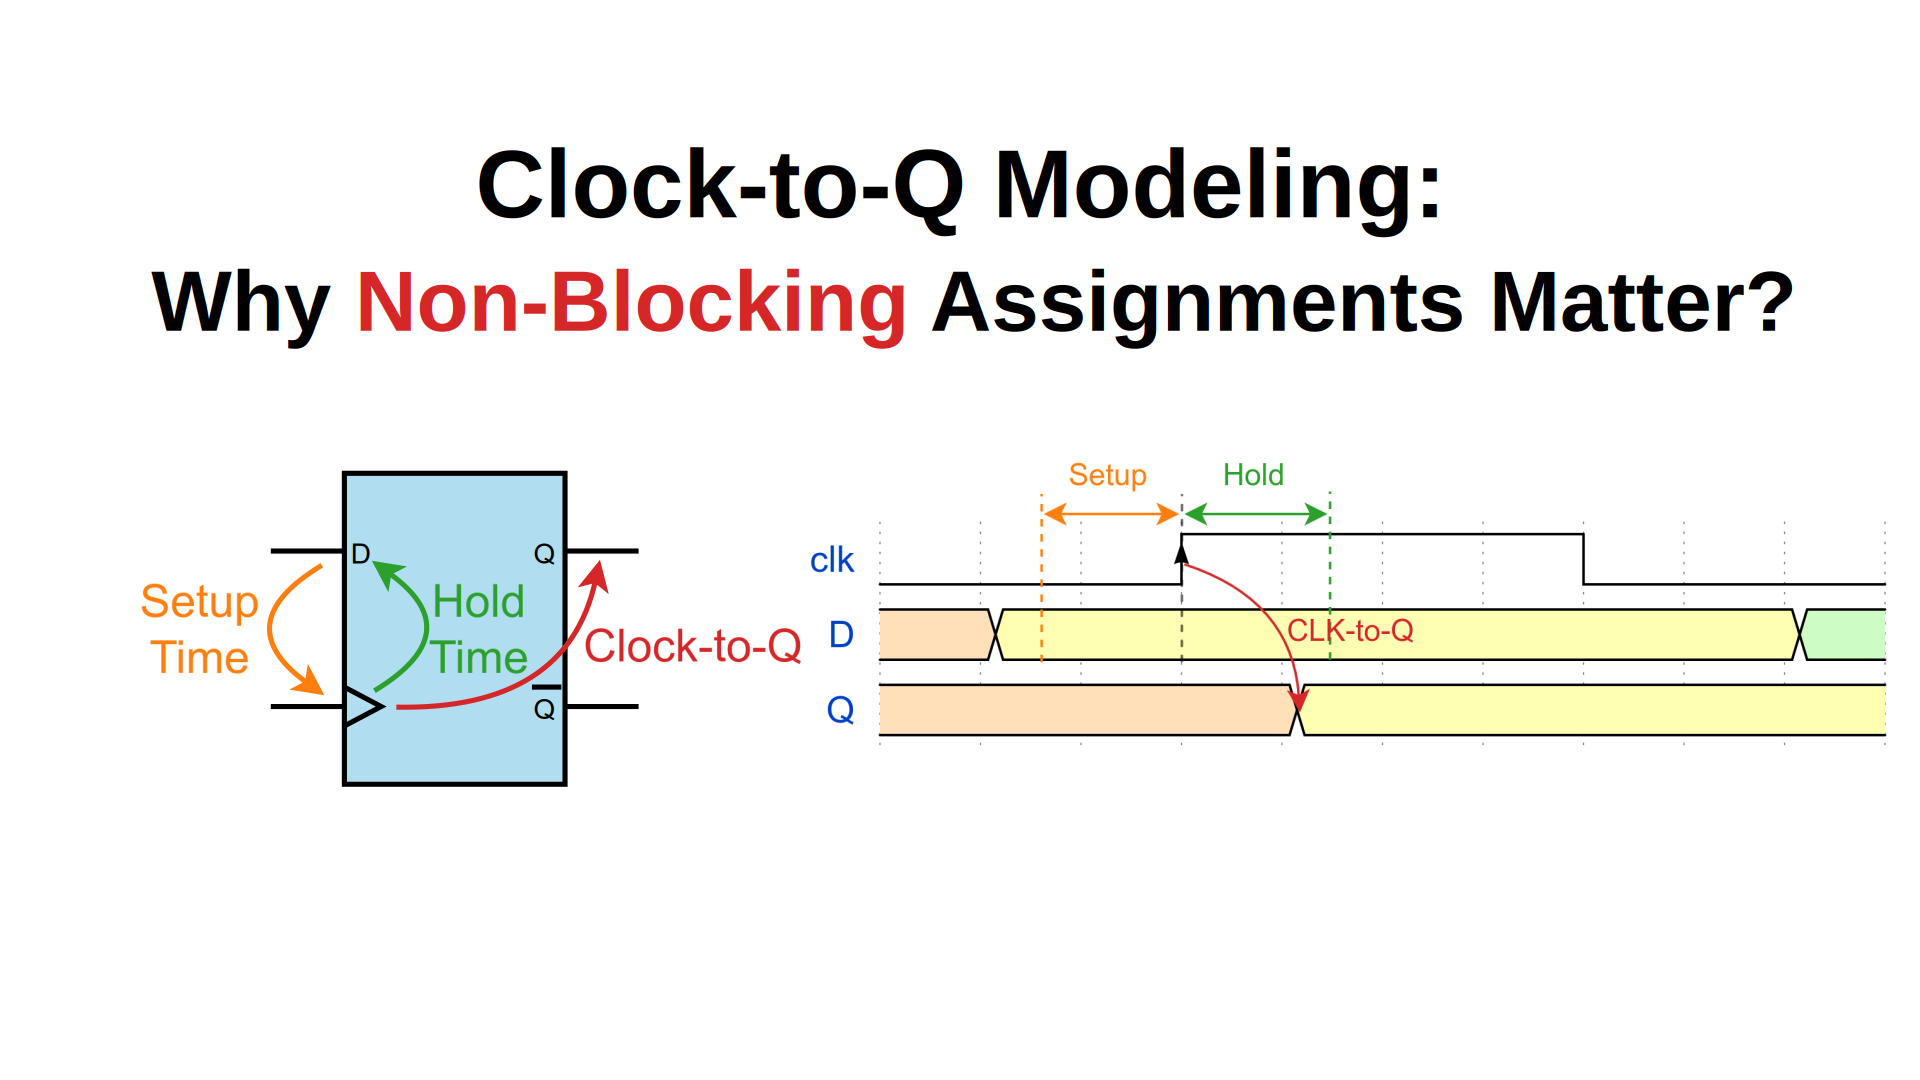 Clock-to-Q Modeling:
Why Non-Blocking Assignments Matter?
D
Q
Setup
Time
Hold
Time
Clock-to-Q
Q
Setup
Hold
clk
D
CLK-to-Q
Q